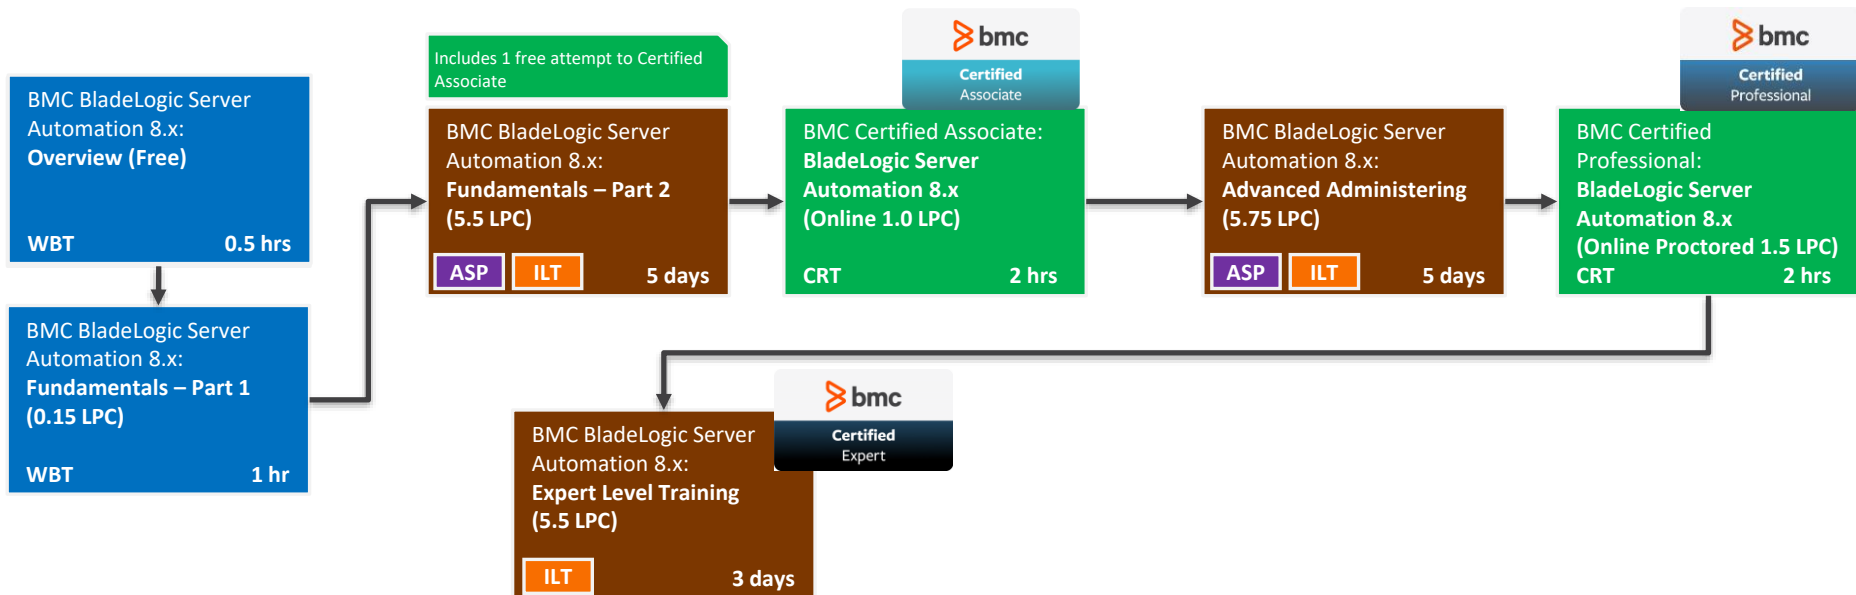 BMC BladeLogic Server
Automation 8.x:
Overview (Free)
WBT 0.5 hrs
BMC BladeLogic Server
Automation 8.x:
Fundamentals – Part 1
(0.15 LPC)
WBT 1 hr
Includes 1 free attempt to Certified
Associate
BMC BladeLogic Server
Automation 8.x:
Fundamentals – Part 2
(5.5 LPC)
ASP ILT 5 days
bmc
Certified
Associate
BMC Certified Associate:
BladeLogic Server
Automation 8.x
(Online 1.0 LPC)
CRT 2 hrs
BMC BladeLogic Server
Automation 8.x:
Advanced Administering
(5.75 LPC)
ASP ILT 5 days
bmc
Certified
Professional
BMC Certified
Professional:
BladeLogic Server
Automation 8.x
(Online Proctored 1.5 LPC)
CRT 2 hrs
bmc
Certified
Expert
BMC BladeLogic Server
Automation 8.x:
Expert Level Training
(5.5 LPC)
ILT 3 days